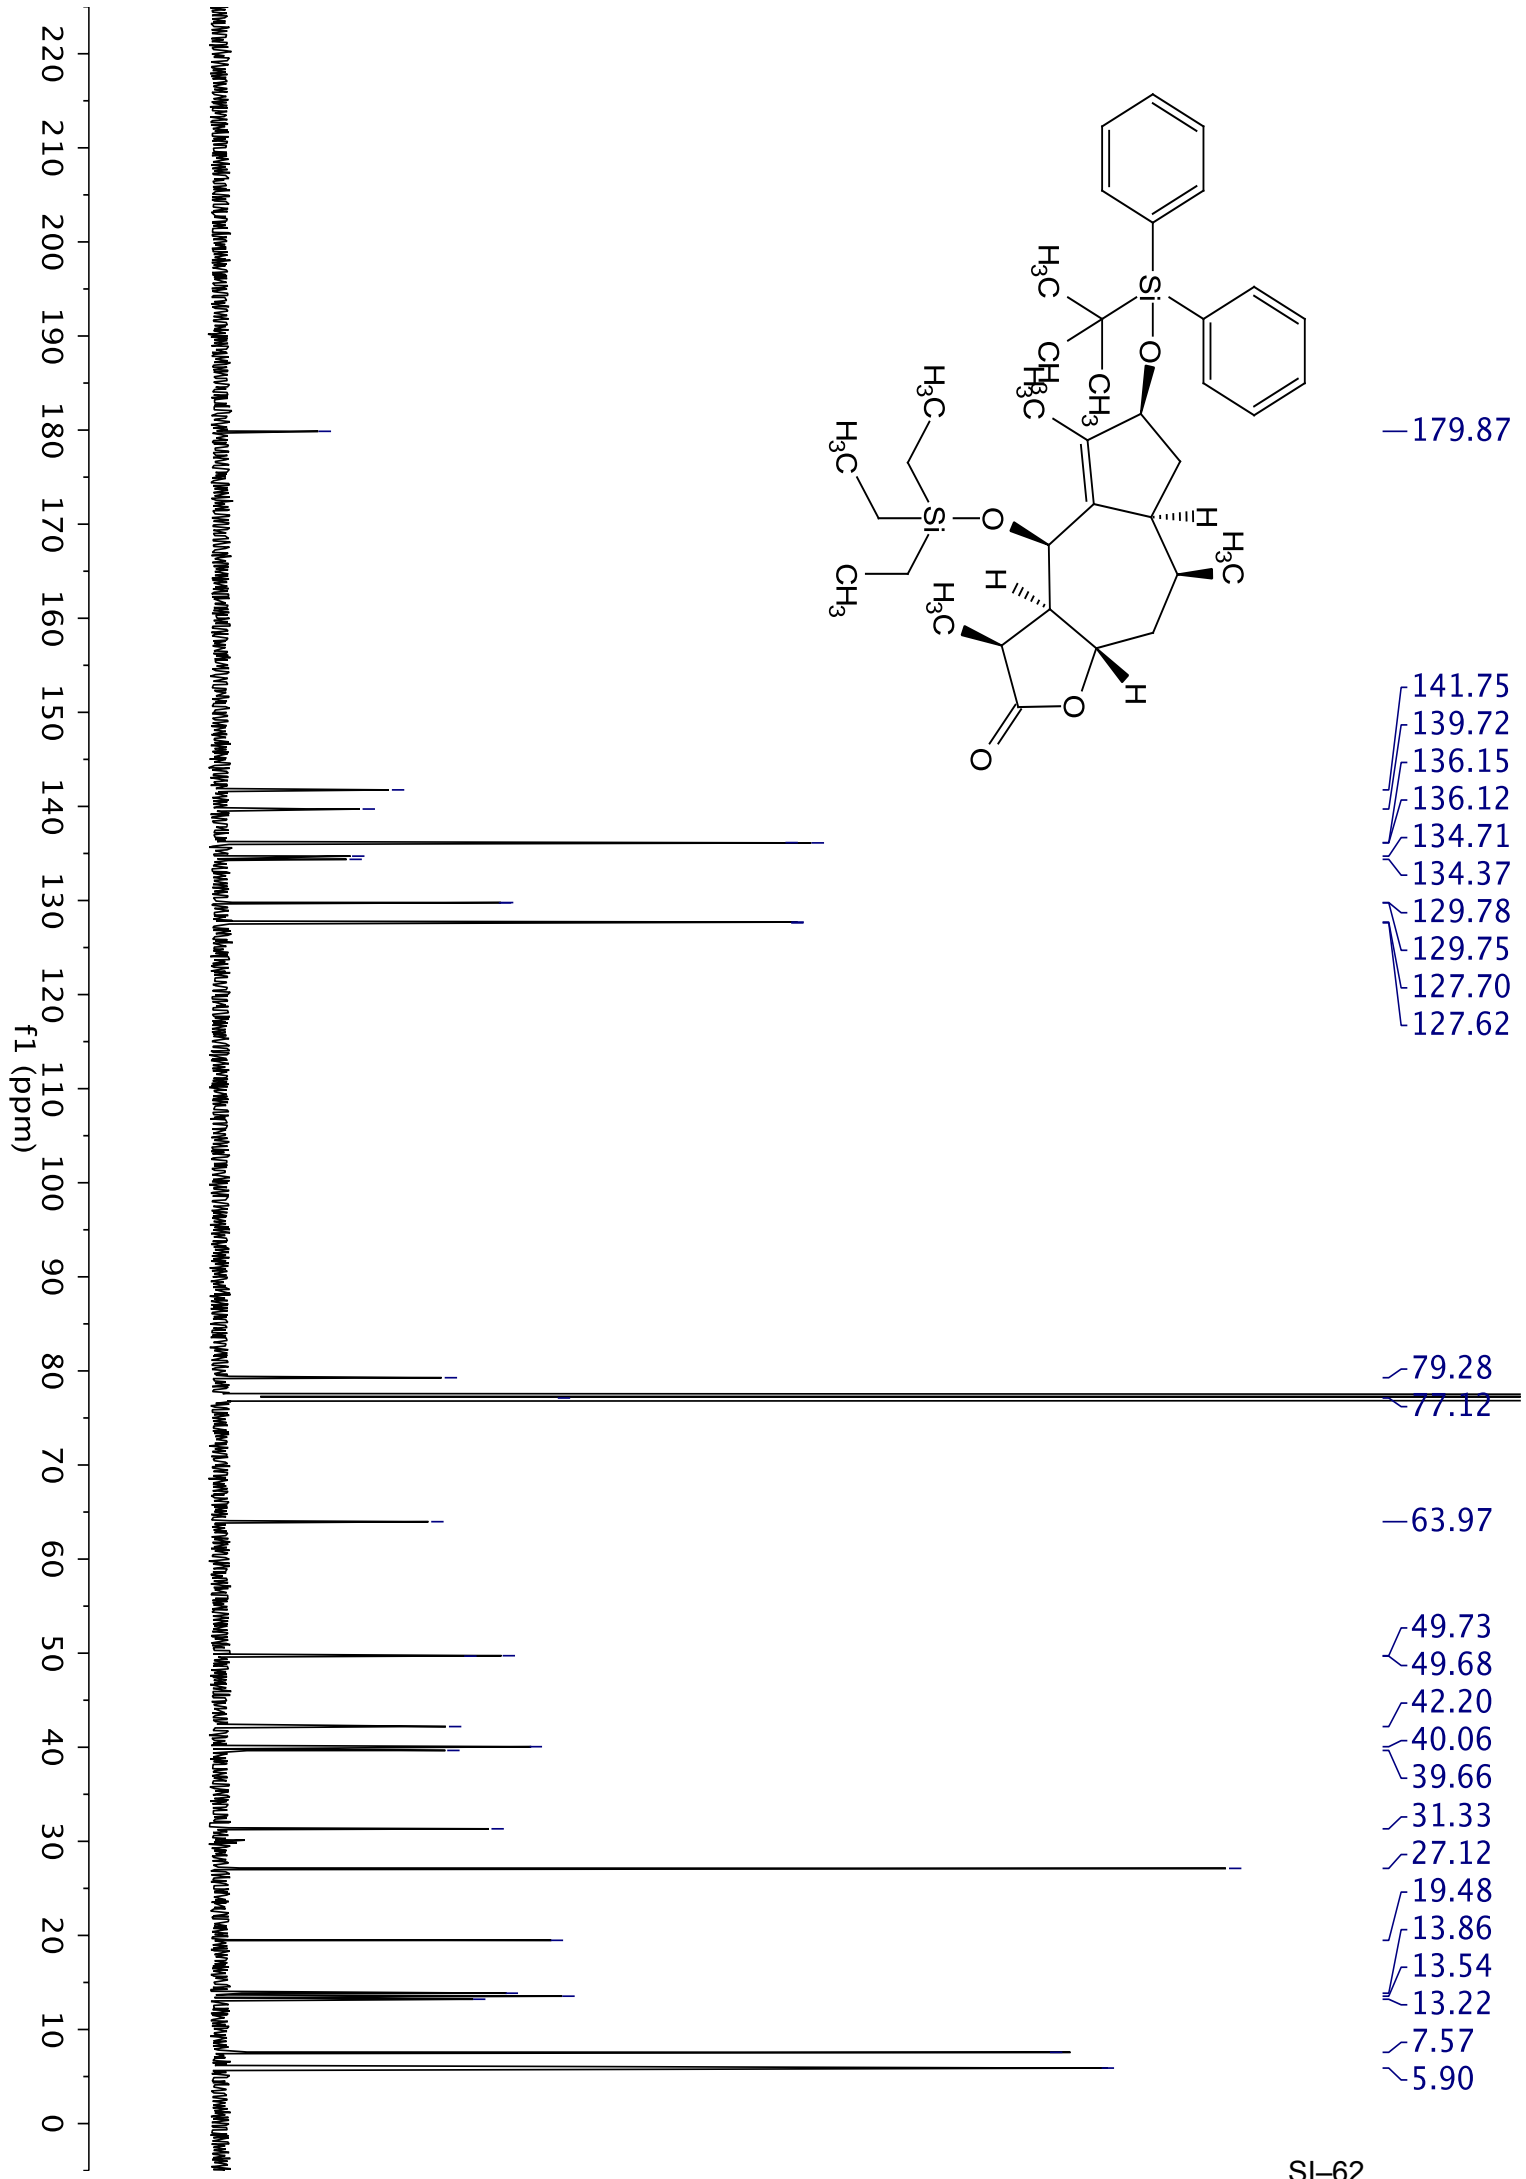 179.87
141.75
139.72
136.15
136.12
134.71
134.37
129.78
129.75
127.70
127.62
79.28
77.12
63.97
49.73
49.68
42.20
40.06
39.66
31.33
27.12
19.48
13.86
13.54
13.22
7.57
5.90
Si
O
H3C
CH3
CH3
H3C
H
H3C
H3C
H3C
Si
O
CH3
H
H3C
H
O
O
220 210 200 190 180 170 160 150 140 130 120 110 100 90 80 70 60 50 40 30 20 10 0
f1 (ppm)
SI–62